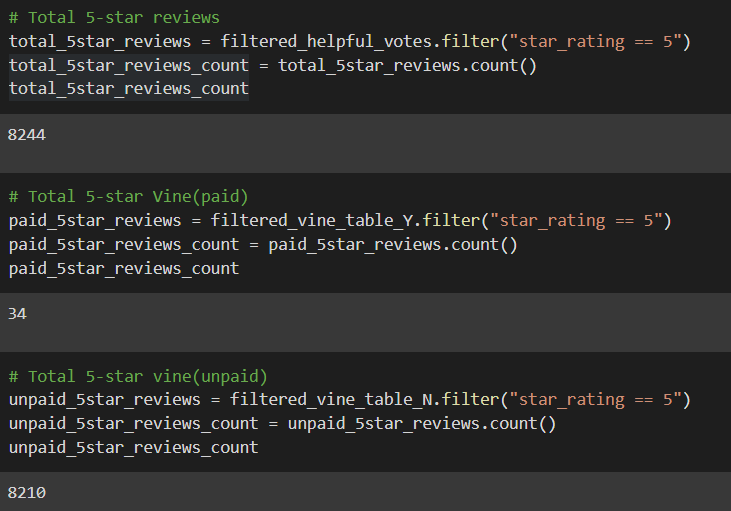 # Total 5-star reviews
total_5star_reviews = filtered_helpful_votes.filter("star_rating == 5")
total_5star_reviews_count = total_5star_reviews.count()
total_5star_reviews_count
8244
# Total 5-star Vine(paid)
paid_5star_reviews = filtered_vine_table_Y.filter("star_rating == 5")
paid_5star_reviews_count = paid_5star_reviews.count()
paid_5star_reviews_count
34
# Total 5-star vine(unpaid)
unpaid_5star_reviews = filtered_vine_table_N.filter("star_rating == 5")
unpaid_5star_reviews_count = unpaid_5star_reviews.count()
unpaid_5star_reviews_count
8210